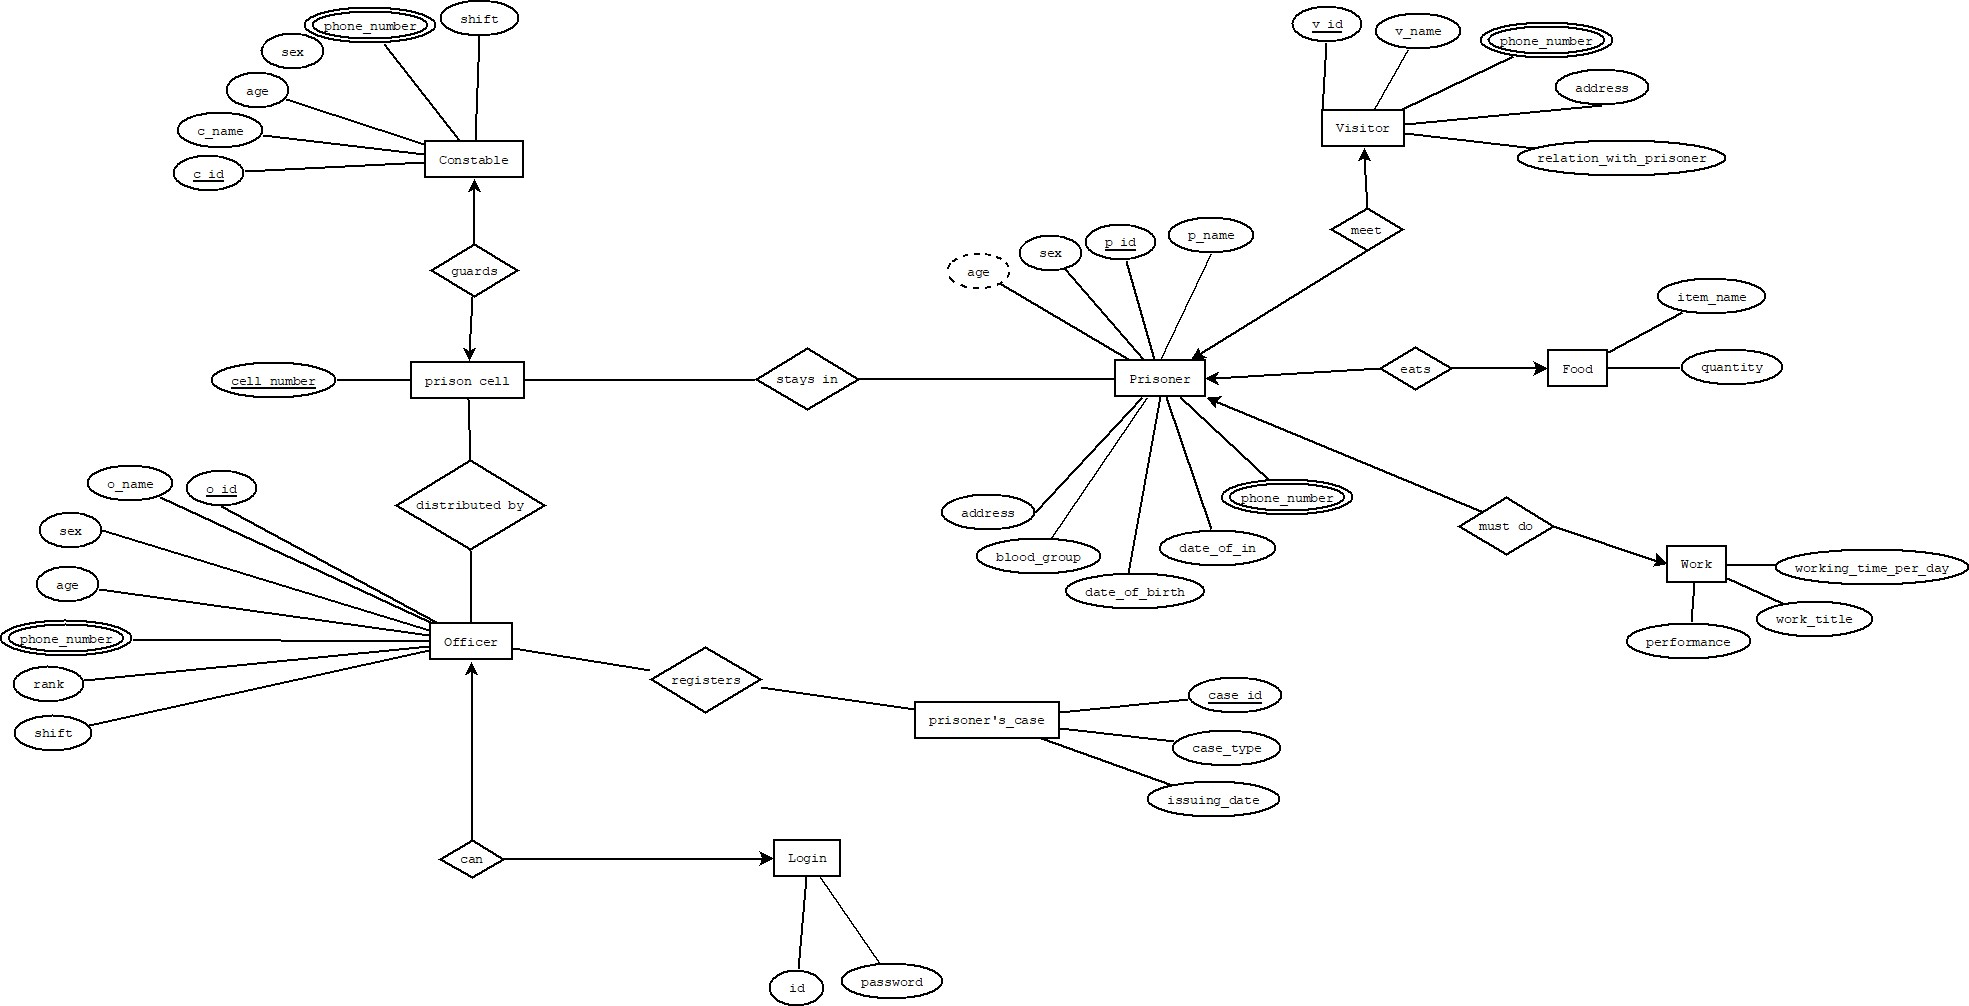 phone_number
shift
sex
age
c_name
c_id
Constable
guards
cell_number
prison cell
stays in
v_id
v_name
phone_number
address
Visitor
relation_with_prisoner
meet
age
sex
p_id
p_name
Prisoner
eats
Food
item_name
quantity
address
blood_group
date_of_birth
date_of_in
phone_number
must do
Work
working_time_per_day
work_title
performance
distributed by
o_name
o_id
sex
age
phone_number
rank
shift
Officer
registers
prisoner's_case
case_id
case_type
issuing_date
can
Login
id
password